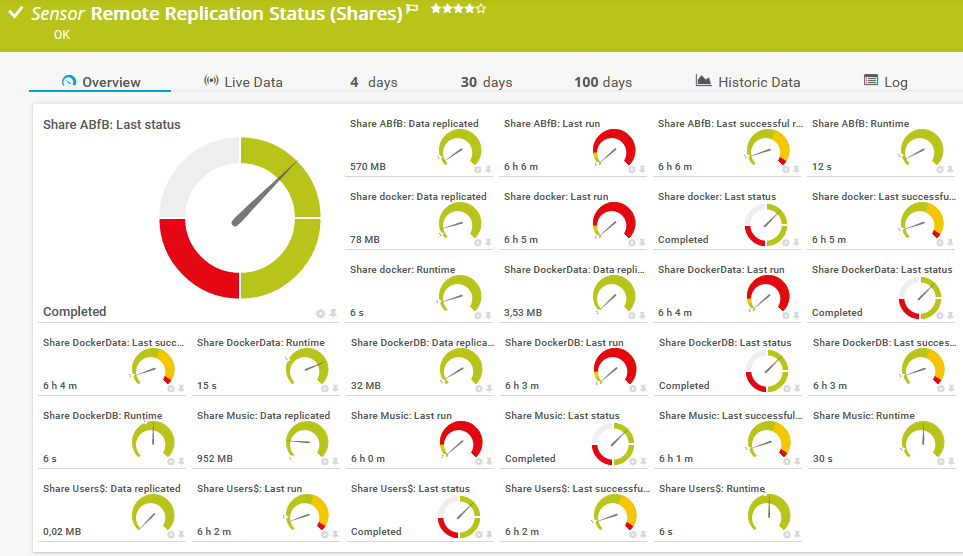 Sensor Remote Replication Status (Shares)
OK
Overview
Live Data
4 days
30 days
100 days
Historic Data
Log
Share ABfB: Last status
Completed
Share ABfB: Data replicated
570 MB
Share ABfB: Last run
6 h 6 m
Share ABfB: Last successful r...
6 h 6 m
Share ABfB: Runtime
12 s
Share docker: Data replicated
78 MB
Share docker: Last run
6 h 5 m
Share docker: Last status
Completed
Share docker: Last successfu...
6 h 5 m
Share docker: Runtime
6 s
Share DockerData: Data repli...
3,53 MB
Share DockerData: Last run
6 h 4 m
Share DockerData: Last status
Completed
Share DockerData: Last succ...
6 h 4 m
Share DockerData: Runtime
15 s
Share DockerDB: Data replica...
32 MB
Share DockerDB: Last run
6 h 3 m
Share DockerDB: Last status
Completed
Share DockerDB: Last succes...
6 h 3 m
Share DockerDB: Runtime
6 s
Share Music: Data replicated
952 MB
Share Music: Last run
6 h 0 m
Share Music: Last status
Completed
Share Music: Last successful...
6 h 1 m
Share Music: Runtime
30 s
Share Users$: Data replicated
0,02 MB
Share Users$: Last run
6 h 2 m
Share Users$: Last status
Completed
Share Users$: Last successfu...
6 h 2 m
Share Users$: Runtime
6 s